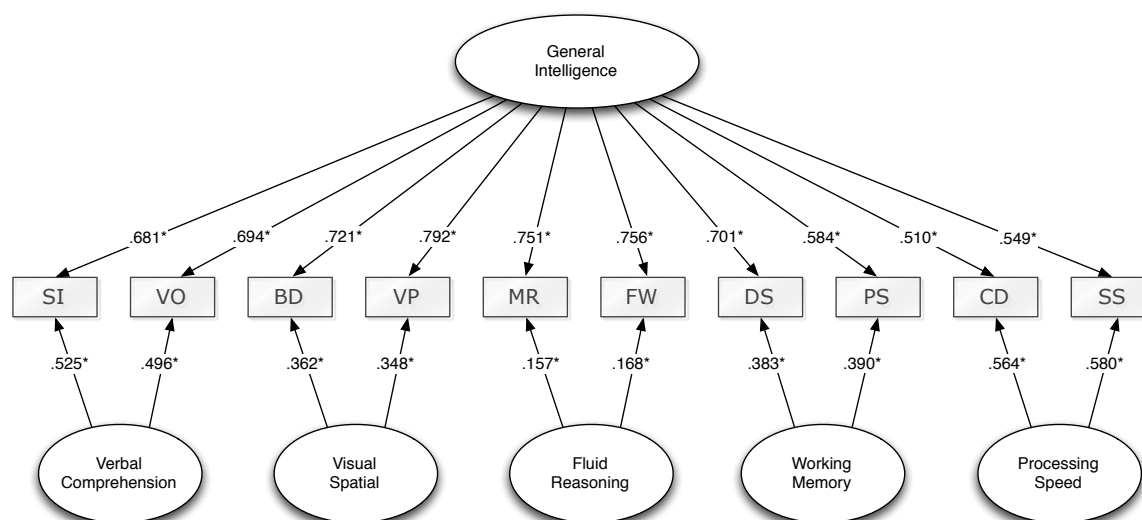 General
Intelligence
.681* .694* .721* .792* .751* .756* .701* .584* .510* .549*
SI VO BD VP MR FW DS PS CD SS
.525* .496* .362* .348* .157* .168* .383* .390* .564* .580*
Verbal
Comprehension
Visual
Spatial
Fluid
Reasoning
Working
Memory
Processing
Speed